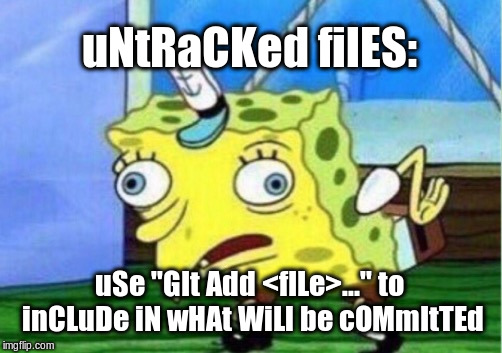 uNtRaCKed filES:
uSe "GIt Add <fILe>..." to
inCLuDe iN wHAt WiLl be cOMmItTEd
imgflip.com